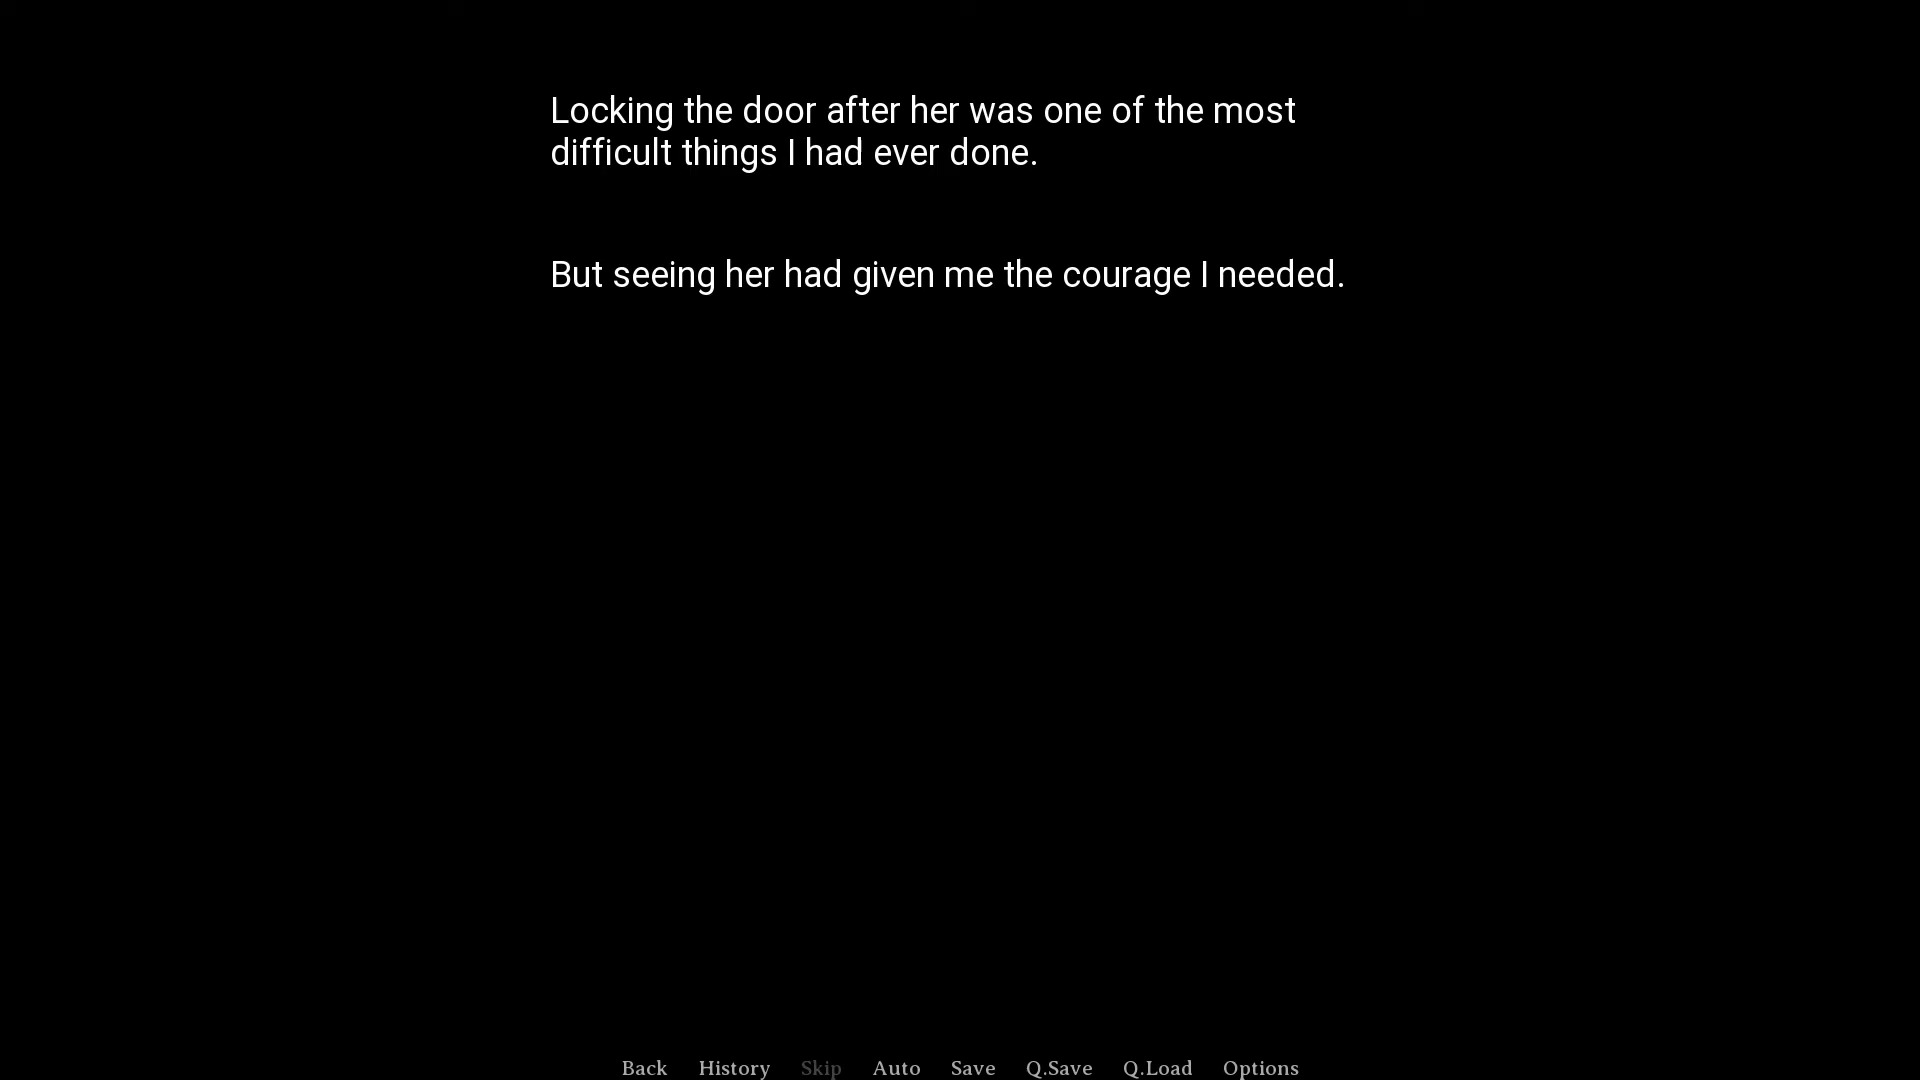 Locking the door after her was one of the most
difficult things I had ever done.
But seeing her had given me the courage I needed.
Back History Skip Auto Save Q.Save Q.Load Options